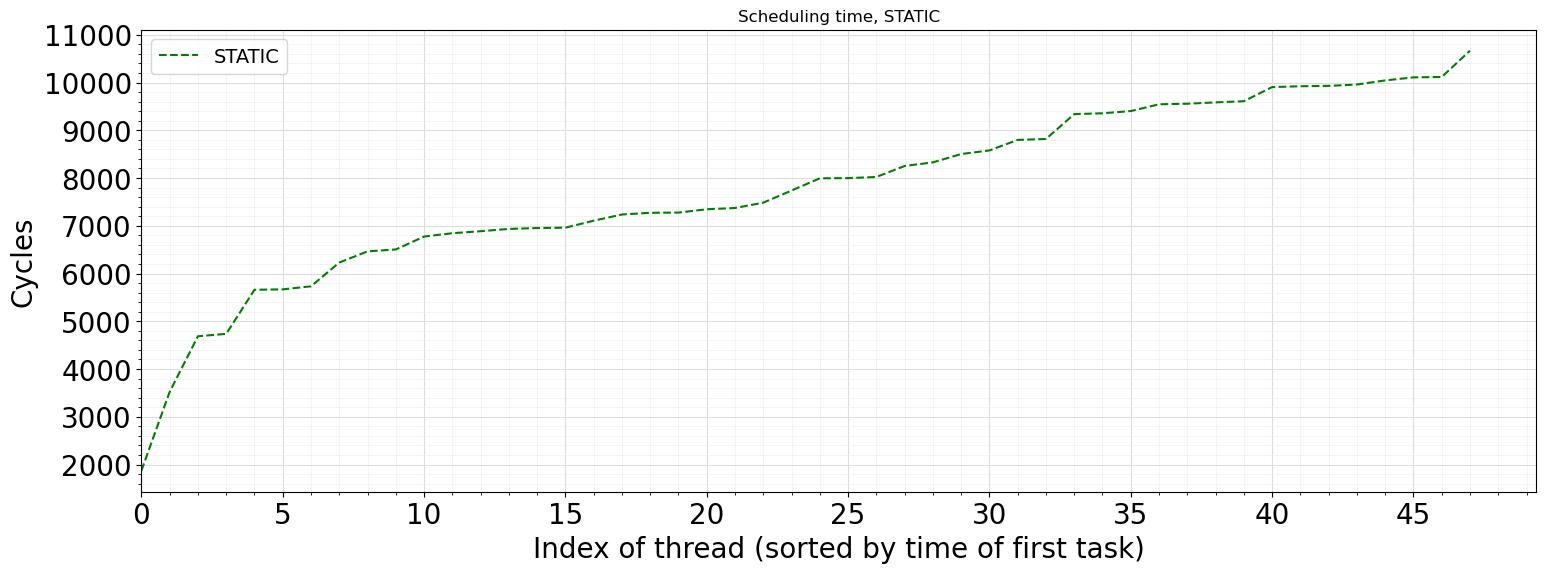 Scheduling time, STATIC
STATIC
Cycles
11000
10000
9000
8000
7000
6000
5000
4000
3000
2000
0 5 10 15 20 25 30 35 40 45
Index of thread (sorted by time of first task)